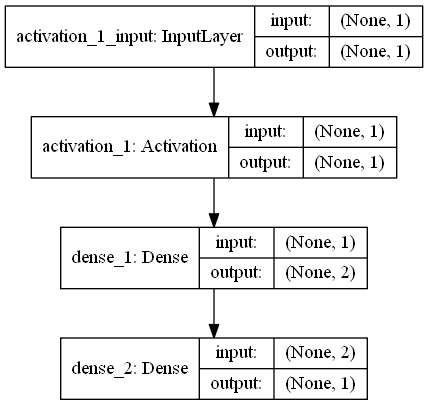 activation_1_input: InputLayer
input: (None, 1)
output: (None, 1)
activation_1: Activation
input: (None, 1)
output: (None, 1)
dense_1: Dense
input: (None, 1)
output: (None, 2)
dense_2: Dense
input: (None, 2)
output: (None, 1)